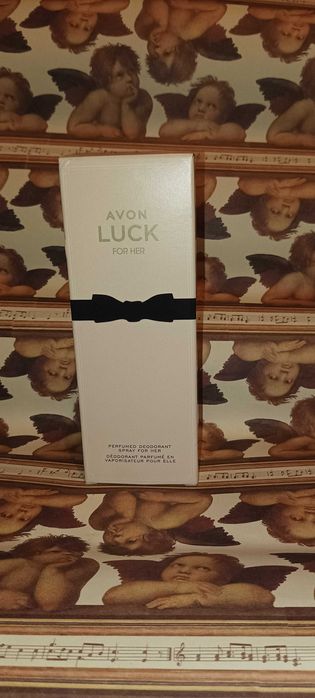 AVON
LUCK
FOR HER
PERFUMED DEODORANT
SPRAY FOR HER
DÉODORANT PARFUMÉ EN
VAPORISATEUR POUR ELLE